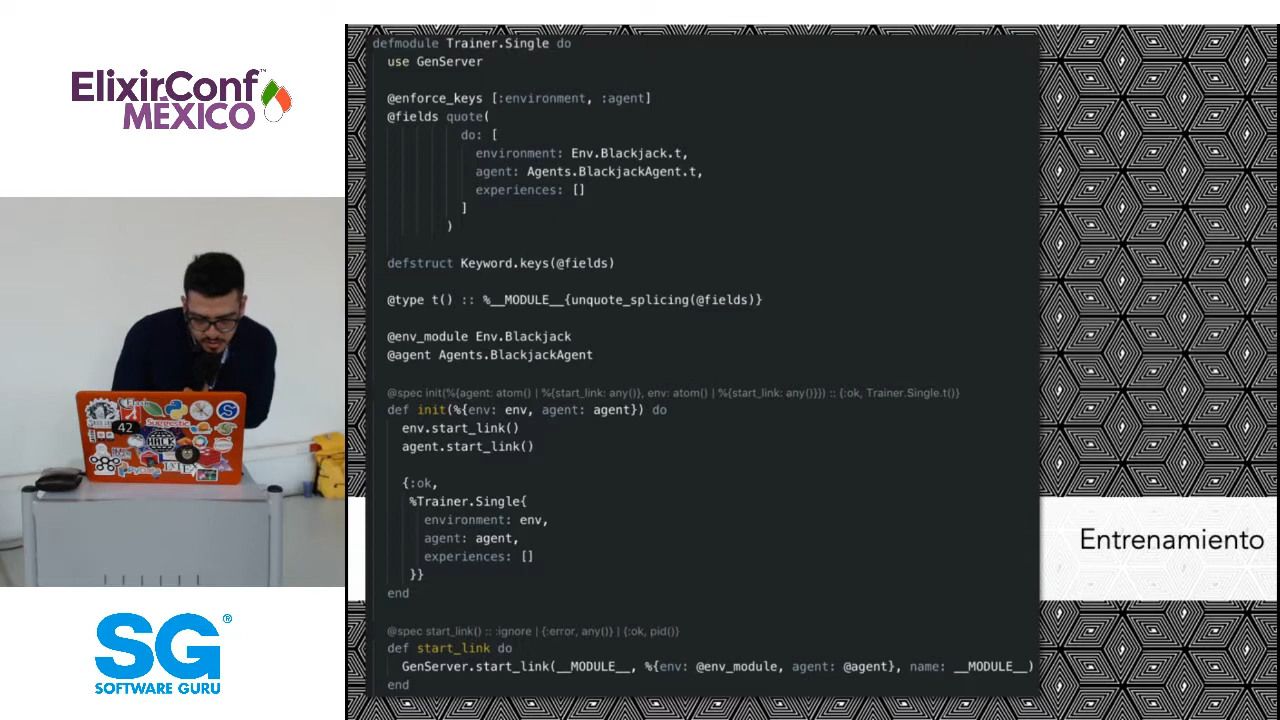 ElixirConf™
MÉXICO
42
HACK
SG®
SOFTWARE GURU
defmodule Trainer.Single do
use GenServer
@enforce_keys [:environment, :agent]
@fields quote(
do: [
environment: Env.Blackjack.t,
agent: Agents.BlackjackAgent.t,
experiences: []
]
)
defstruct Keyword.keys(@fields)
@type t() :: %__MODULE__{unquote_splicing(@fields)}
@env_module Env.Blackjack
@agent Agents.BlackjackAgent
@spec init(%{agent: atom() | %{start_link: any()}, env: atom() | %{start_link: any()}}) :: {:ok, Trainer.Single.t()}
def init(%{env: env, agent: agent}) do
env.start_link()
agent.start_link()
{:ok,
%Trainer.Single{
environment: env,
agent: agent,
experiences: []
}}
end
@spec start_link() :: :ignore | {:error, any()} | {:ok, pid()}
def start_link do
GenServer.start_link(__MODULE__, %{env: @env_module, agent: @agent}, name: __MODULE__)
end
Entrenamiento